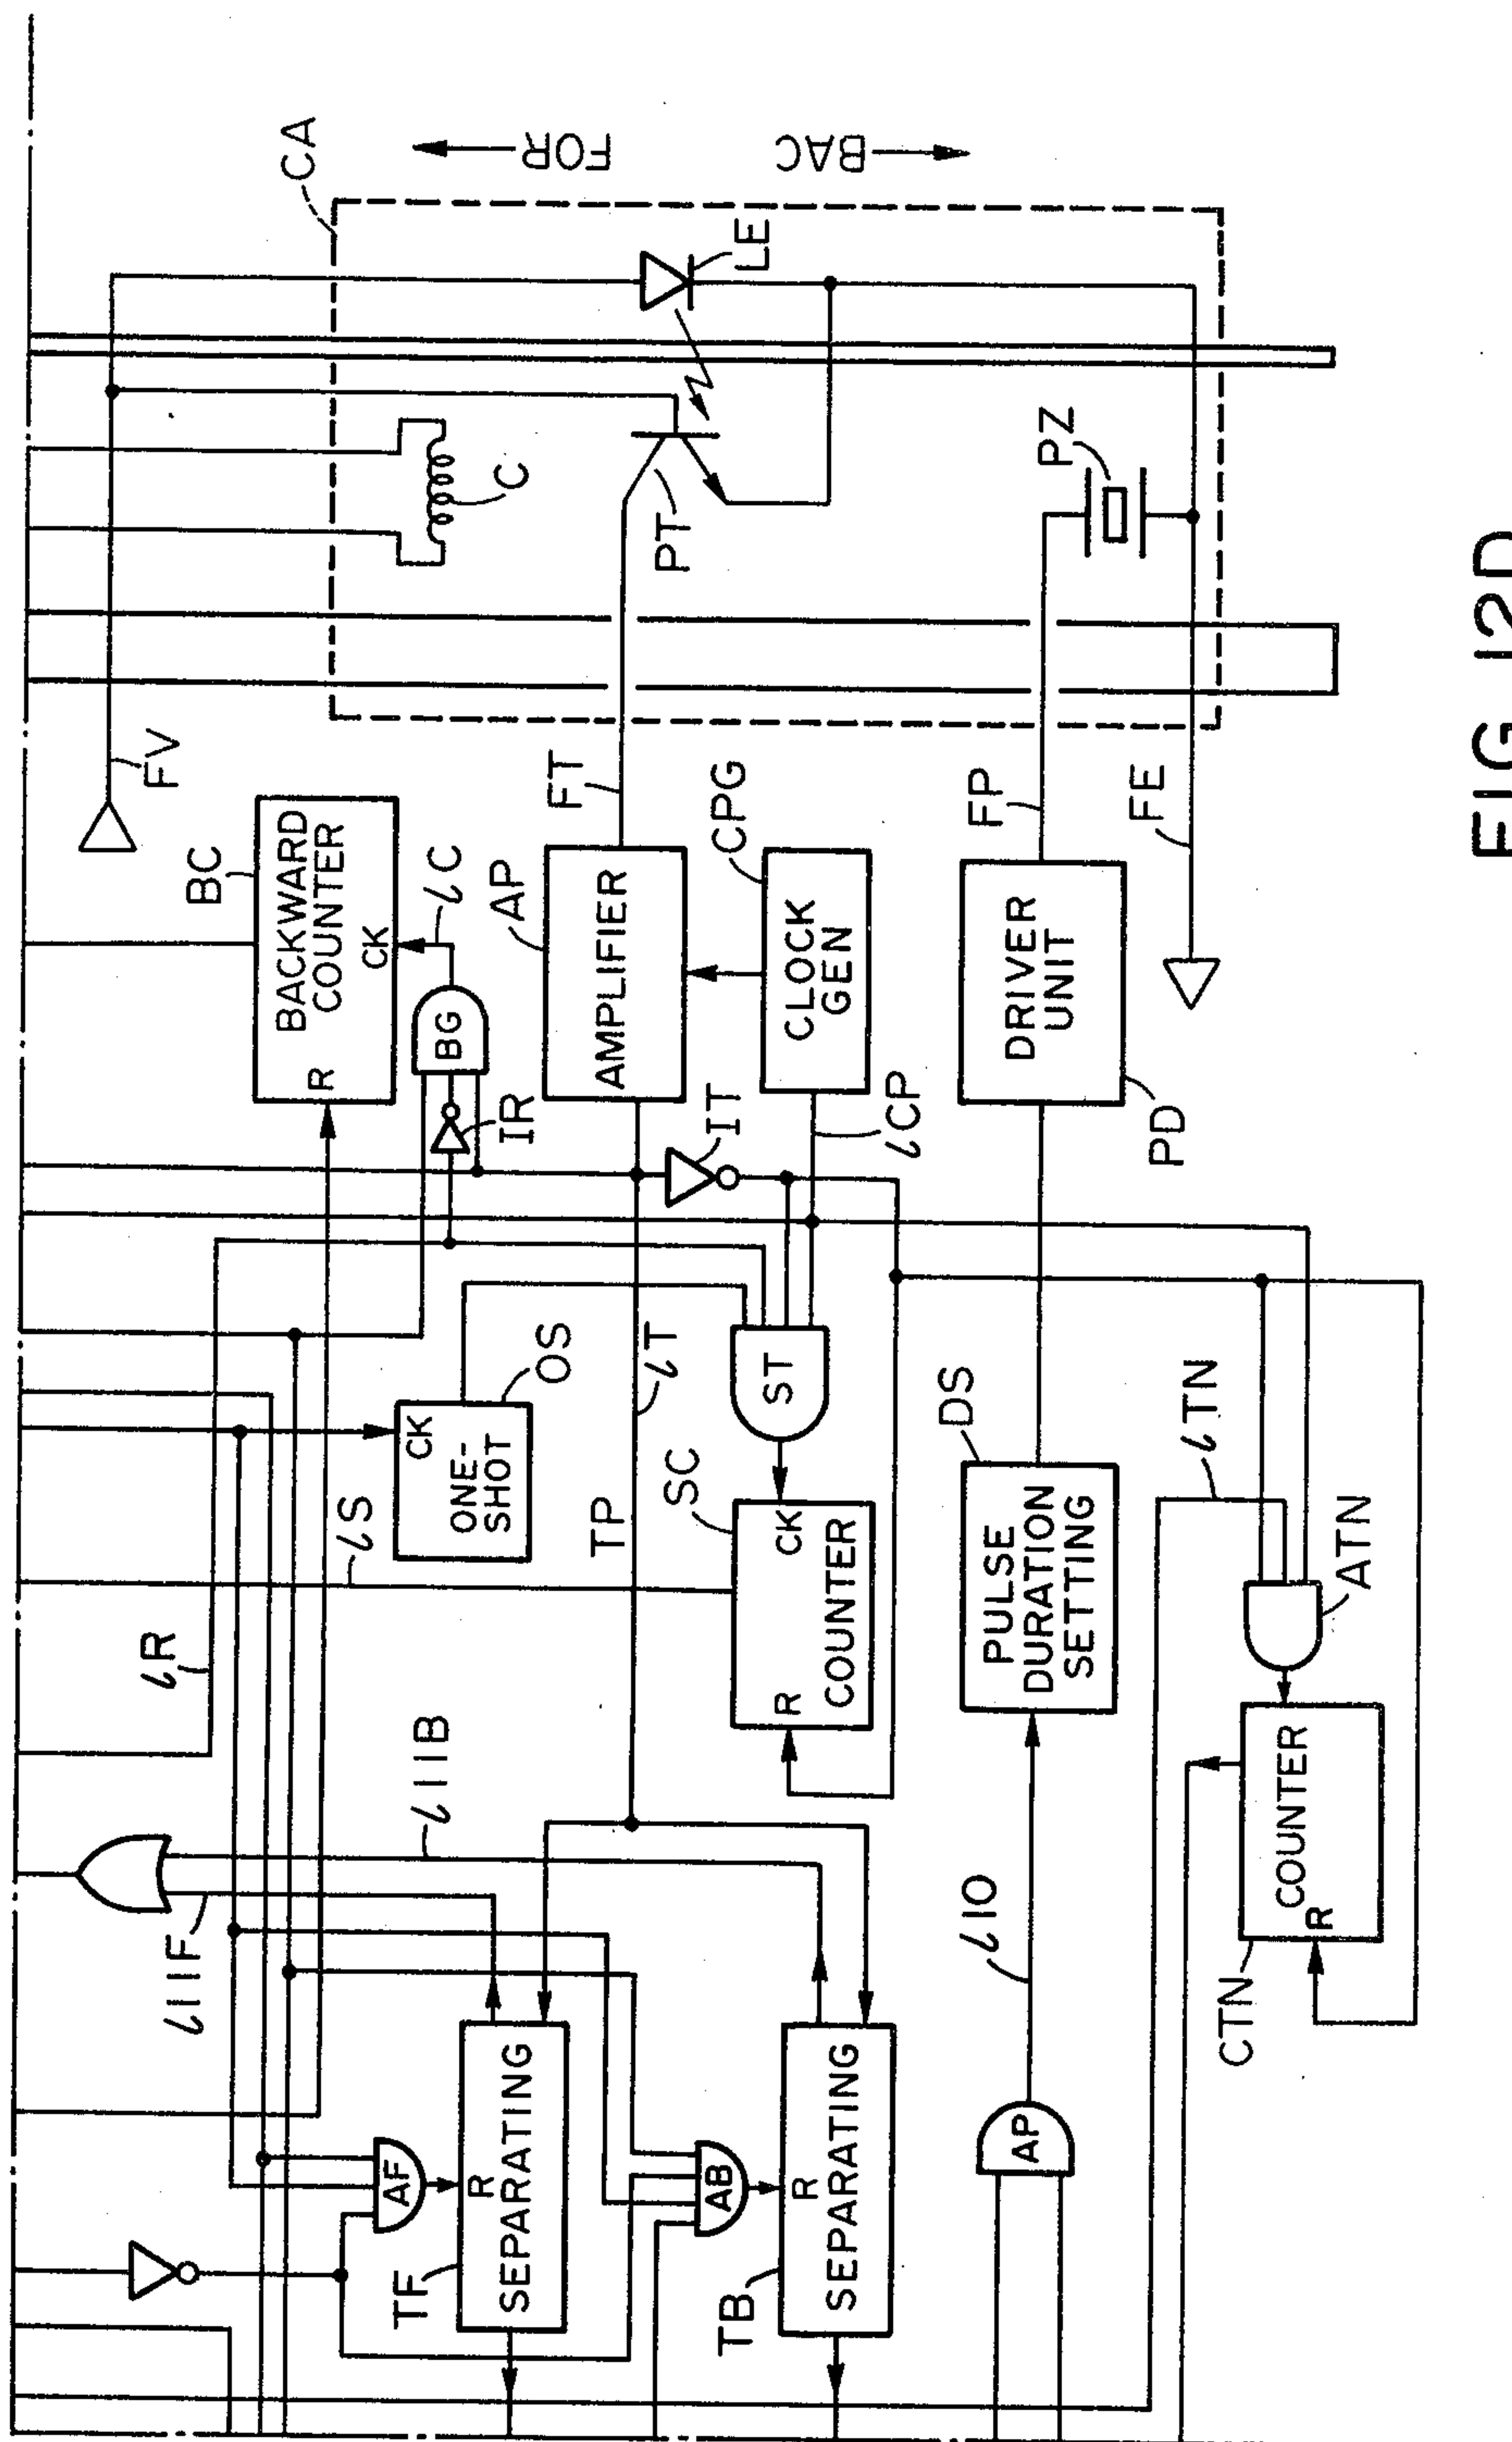 CA
FOR
BAC
FV
LE
C
PT
PZ
BC
BACKWARD
COUNTER
CK
R
lC
BG
IR
AP
AMPLIFIER
FT
CPG
CLOCK
GEN
lCP
IT
FP
FE
DRIVER
UNIT
PD
OS
CK
ONE-
SHOT
lS
lR
TP
lT
ST
SC
CK
COUNTER
R
DS
PULSE
DURATION
SETTING
lTN
ATN
COUNTER
R
CTN
l11B
l11F
AF
R
SEPARATING
TF
AB
R
SEPARATING
TB
AP
l10
FIG. 12D